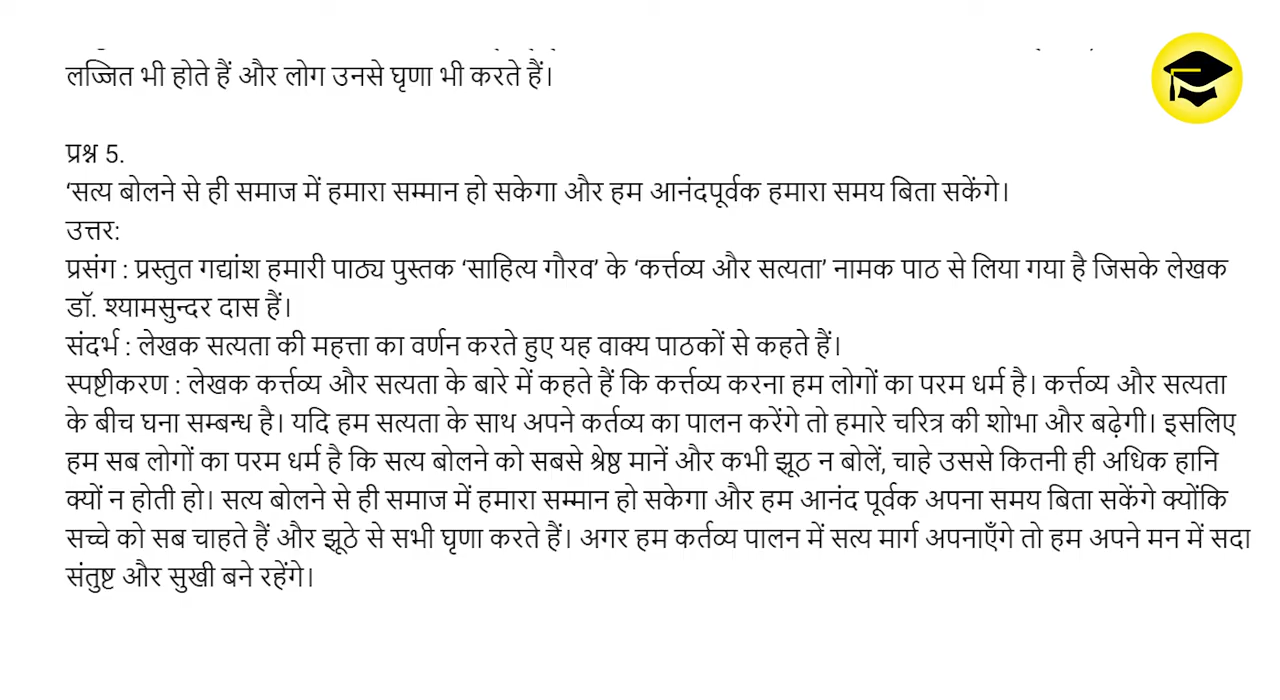 लज्जित भी होते हैं और लोग उनसे घृणा भी करते हैं।
प्रश्न 5.
‘सत्य बोलने से ही समाज में हमारा सम्मान हो सकेगा और हम आनंदपूर्वक हमारा समय बिता सकेंगे।
उत्तर:
प्रसंग : प्रस्तुत गद्यांश हमारी पाठ्य पुस्तक ‘साहित्य गौरव’ के ‘कर्त्तव्य और सत्यता’ नामक पाठ से लिया गया है जिसके लेखक
डॉ. श्यामसुन्दर दास हैं।
संदर्भ : लेखक सत्यता की महत्ता का वर्णन करते हुए यह वाक्य पाठकों से कहते हैं।
स्पष्टीकरण : लेखक कर्त्तव्य और सत्यता के बारे में कहते हैं कि कर्त्तव्य करना हम लोगों का परम धर्म है। कर्त्तव्य और सत्यता
के बीच घना सम्बन्ध है। यदि हम सत्यता के साथ अपने कर्तव्य का पालन करेंगे तो हमारे चरित्र की शोभा और बढ़ेगी। इसलिए
हम सब लोगों का परम धर्म है कि सत्य बोलने को सबसे श्रेष्ठ मानें और कभी झूठ न बोलें, चाहे उससे कितनी ही अधिक हानि
क्यों न होती हो। सत्य बोलने से ही समाज में हमारा सम्मान हो सकेगा और हम आनंद पूर्वक अपना समय बिता सकेंगे क्योंकि
सच्चे को सब चाहते हैं और झूठे से सभी घृणा करते हैं। अगर हम कर्तव्य पालन में सत्य मार्ग अपनाएँगे तो हम अपने मन में सदा
संतुष्ट और सुखी बने रहेंगे।